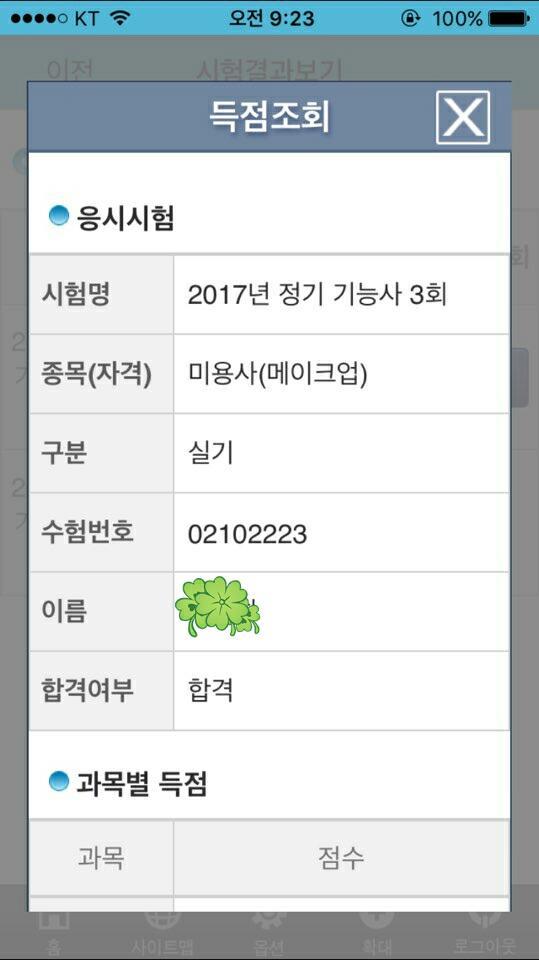 KT 오전 9:23 100%
이전 시험결과보기
득점조회
응시시험
시험명 2017년 정기 기능사 3회
종목(자격) 미용사(메이크업)
구분 실기
수험번호 02102223
이름
합격여부 합격
과목별 득점
과목 점수
홈 사이트맵 옵션 확대 로그아웃